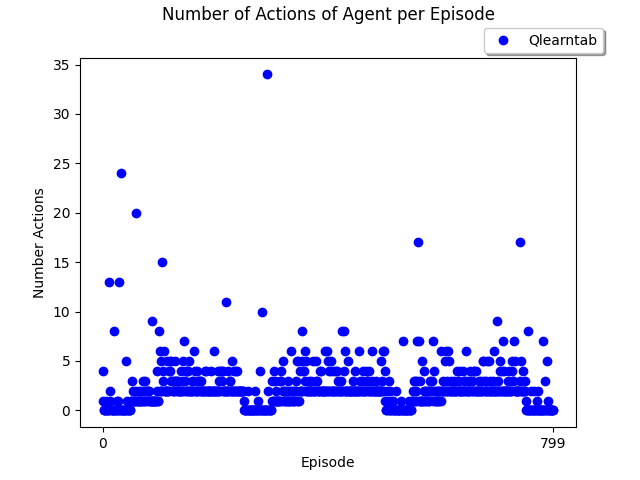 Number of Actions of Agent per Episode
Qlearntab
35
30
25
20
15
10
5
0
Number Actions
0 799
Episode